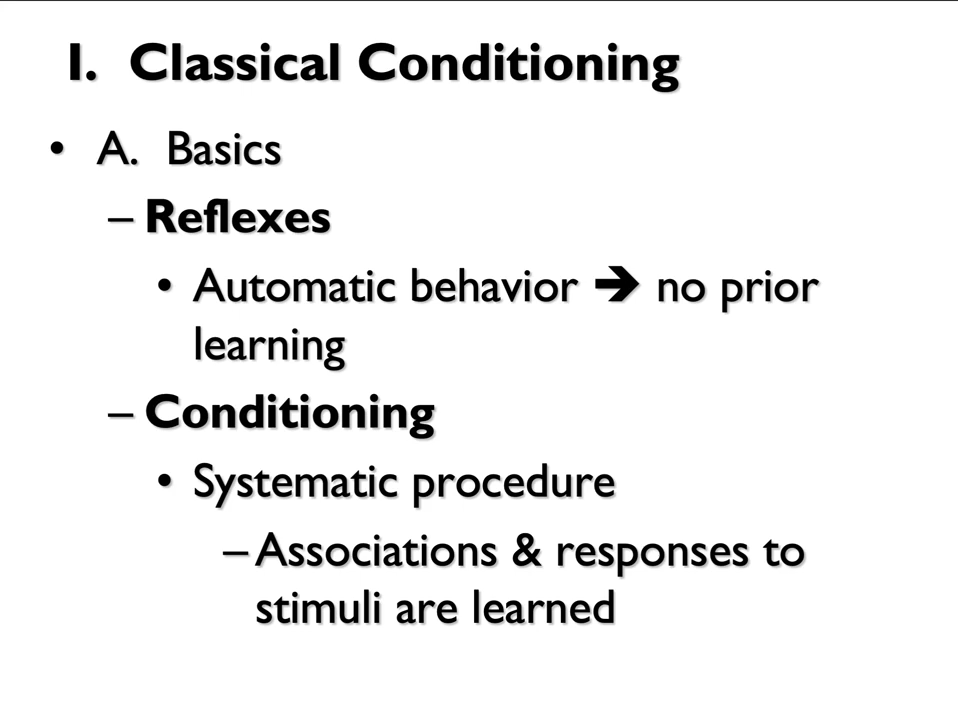 I. Classical Conditioning
• A. Basics
– Reflexes
• Automatic behavior ➔ no prior
learning
– Conditioning
• Systematic procedure
– Associations & responses to
stimuli are learned